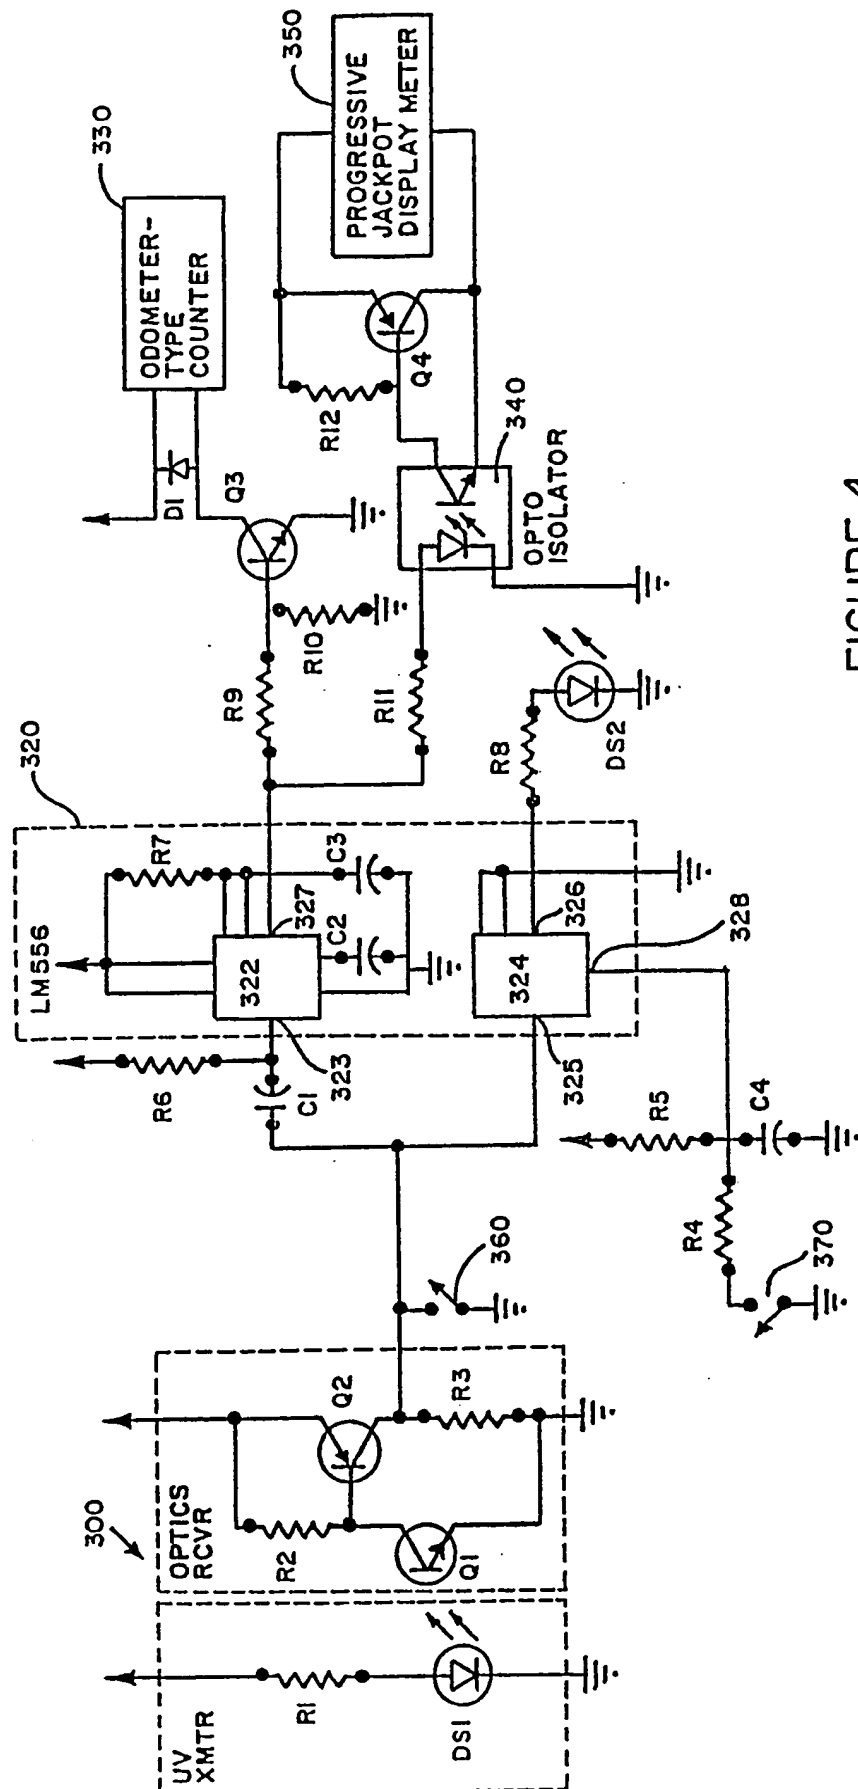 300
UV
XMTR
R1
DS1
OPTICS
RCVR
R2
Q1
Q2
R3
360
370
R4
R5
C4
R6
C1
323
325
LM556
320
322
324
R7
C2
C3
327
326
328
R8
DS2
R9
R10
R11
Q3
D1
330
ODOMETER-
TYPE
COUNTER
OPTO
ISOLATOR
340
R12
Q4
350
PROGRESSIVE
JACKPOT
DISPLAY METER
FIGURE 4